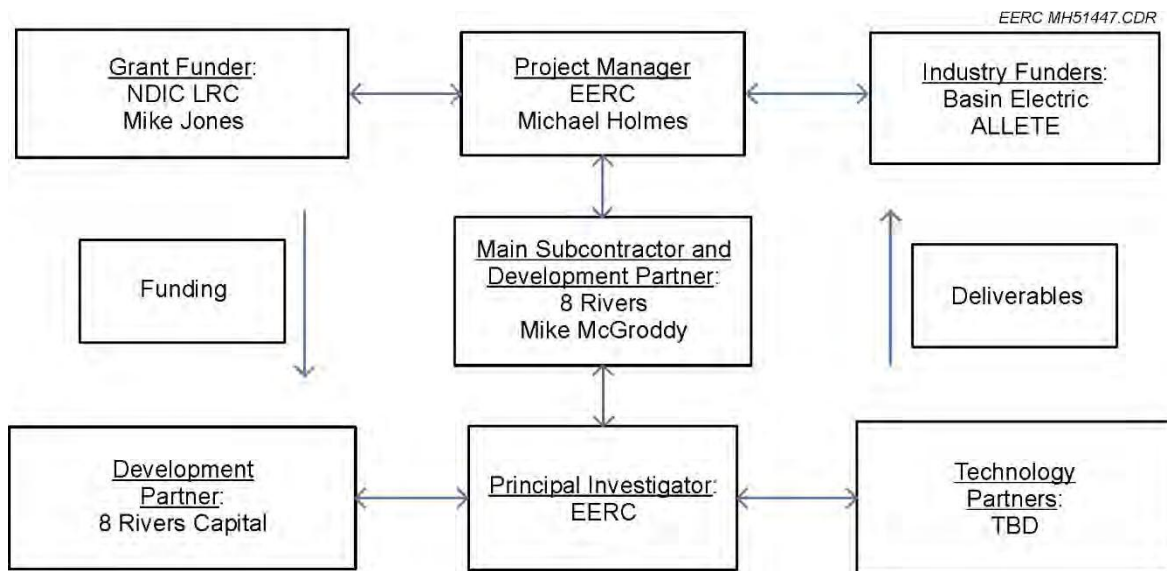 EERC MH51447.CDR
Grant Funder:
NDIC LRC
Mike Jones
Project Manager
EERC
Michael Holmes
Industry Funders:
Basin Electric
ALLETE
Funding
Main Subcontractor and
Development Partner:
8 Rivers
Mike McGroddy
Deliverables
Development
Partner:
8 Rivers Capital
Principal Investigator:
EERC
Technology
Partners:
TBD